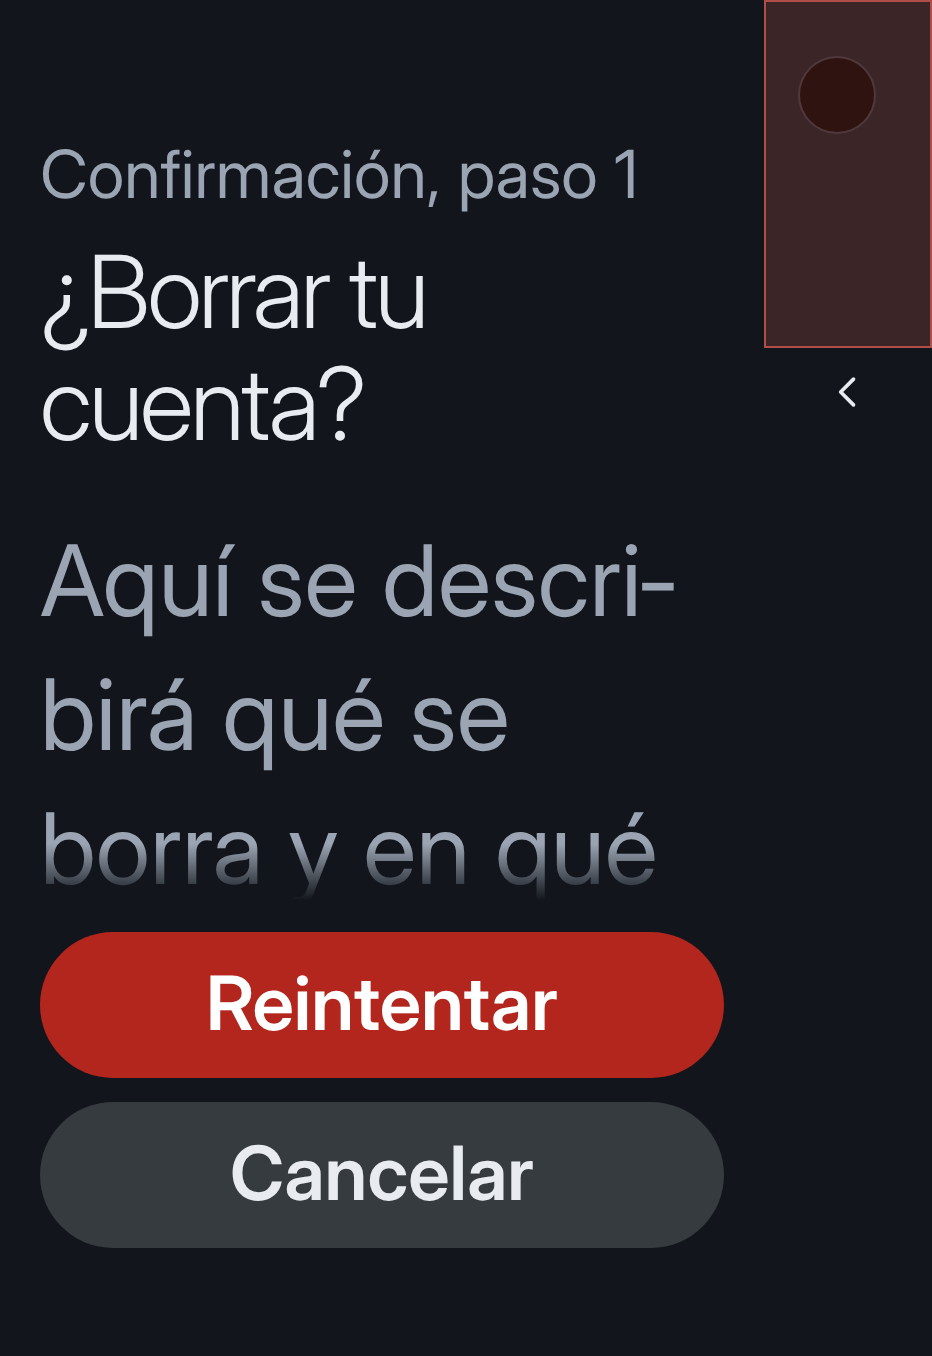 Confirmación, paso 1
¿Borrar tu
cuenta?
Aquí se descri-
birá qué se
borra y en qué
Reintentar
Cancelar